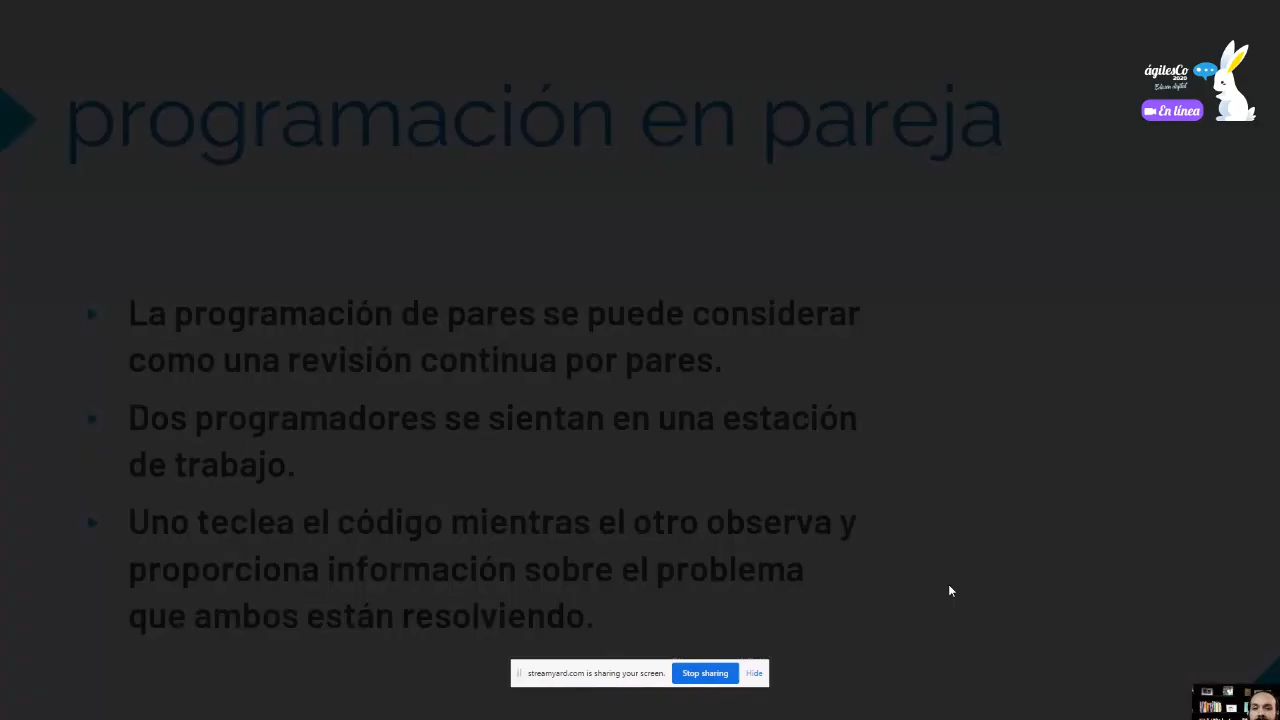 ágilesCo
2020
Edición digital
En línea
programación en pareja
La programación de pares se puede considerar
como una revisión continua por pares.
Dos programadores se sientan en una estación
de trabajo.
Uno teclea el código mientras el otro observa y
proporciona información sobre el problema
que ambos están resolviendo.
streamyard.com is sharing your screen.
Stop sharing
Hide